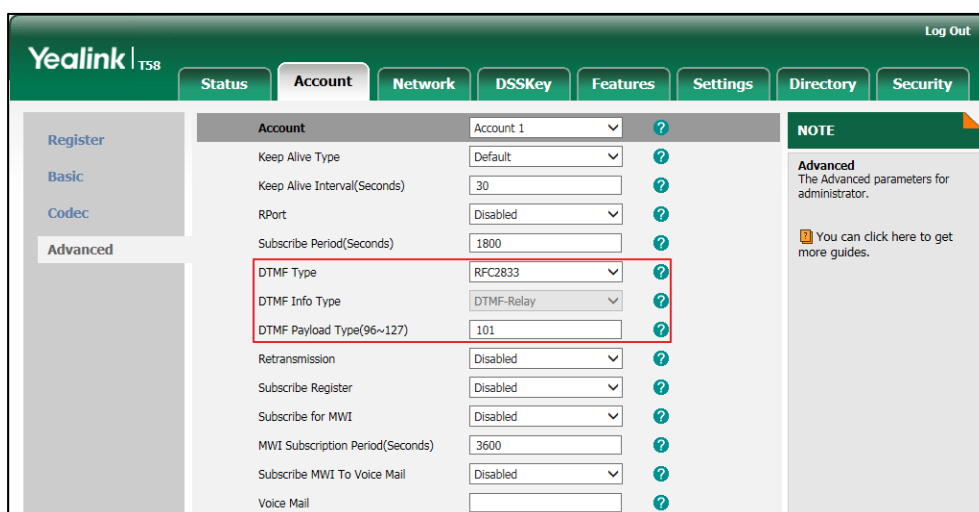 Log Out
Yealink | T58
Status Account Network DSSKey Features Settings Directory Security
Register
Basic
Codec
Advanced
Account Account 1 ?
Keep Alive Type Default ?
Keep Alive Interval(Seconds) 30 ?
RPort Disabled ?
Subscribe Period(Seconds) 1800 ?
DTMF Type RFC2833 ?
DTMF Info Type DTMF-Relay ?
DTMF Payload Type(96~127) 101 ?
Retransmission Disabled ?
Subscribe Register Disabled ?
Subscribe for MWI Disabled ?
MWI Subscription Period(Seconds) 3600 ?
Subscribe MWI To Voice Mail Disabled ?
Voice Mail ?
NOTE
Advanced
The Advanced parameters for
administrator.
? You can click here to get
more guides.